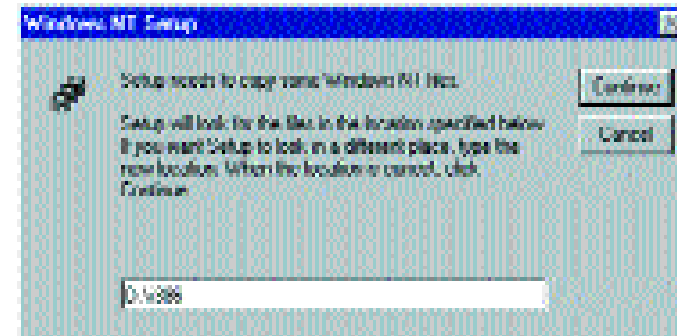 Windows NT Setup
Setup needs to copy some Windows NT files.
Continue
Setup will look for the files in the location specified below.
If you want Setup to look in a different place, type the
new location. When the location is correct, click
Continue.
Cancel
D:\i386